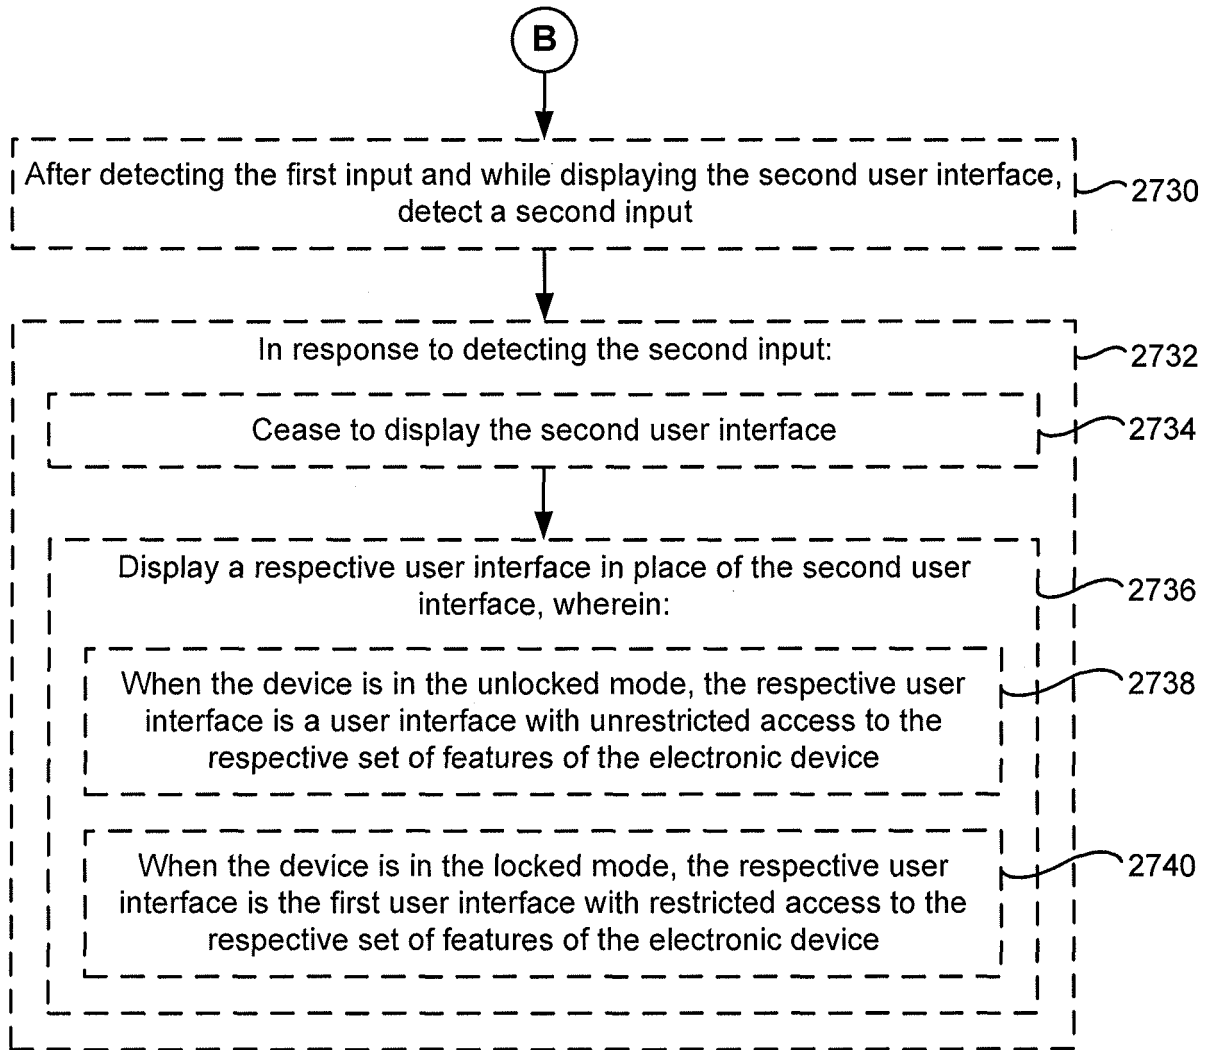 B
After detecting the first input and while displaying the second user interface,
detect a second input
2730
In response to detecting the second input:
2732
Cease to display the second user interface
2734
Display a respective user interface in place of the second user
interface, wherein:
2736
When the device is in the unlocked mode, the respective user
interface is a user interface with unrestricted access to the
respective set of features of the electronic device
2738
When the device is in the locked mode, the respective user
interface is the first user interface with restricted access to the
respective set of features of the electronic device
2740